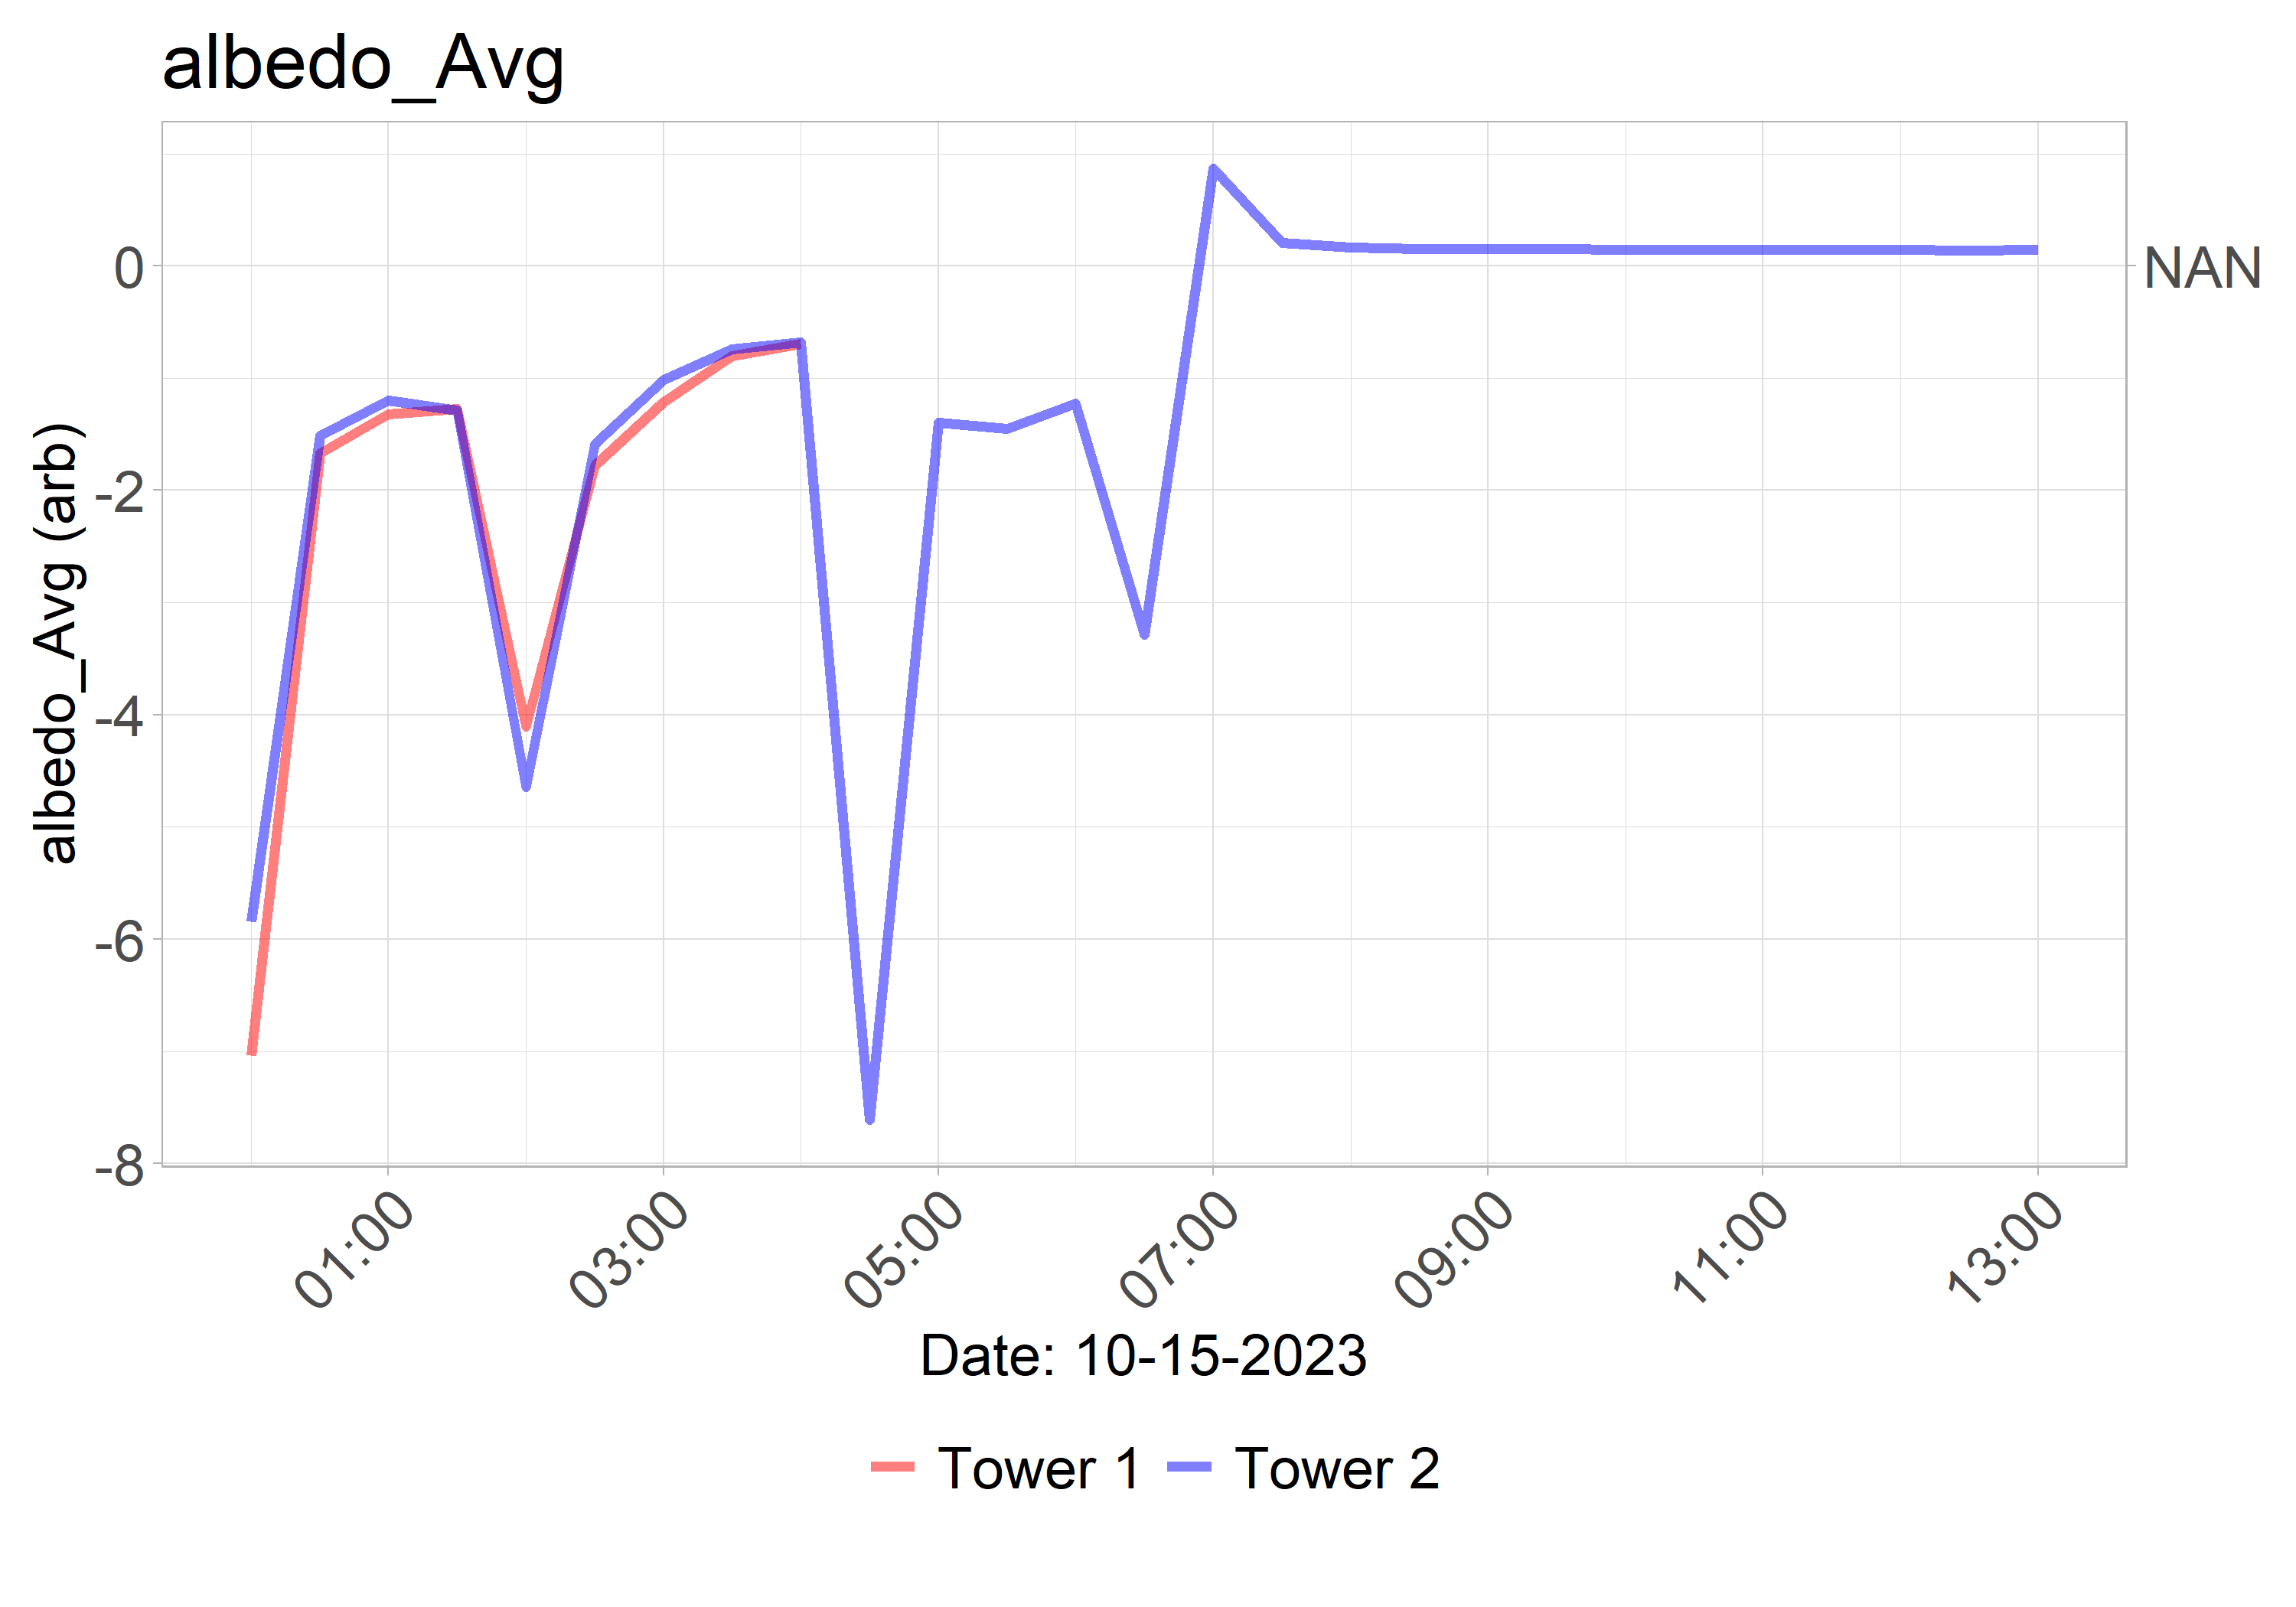 albedo_Avg
albedo_Avg (arb)
0
-2
-4
-6
-8
NAN
01:00
03:00
05:00
07:00
09:00
11:00
13:00
Date: 10-15-2023
Tower 1
Tower 2